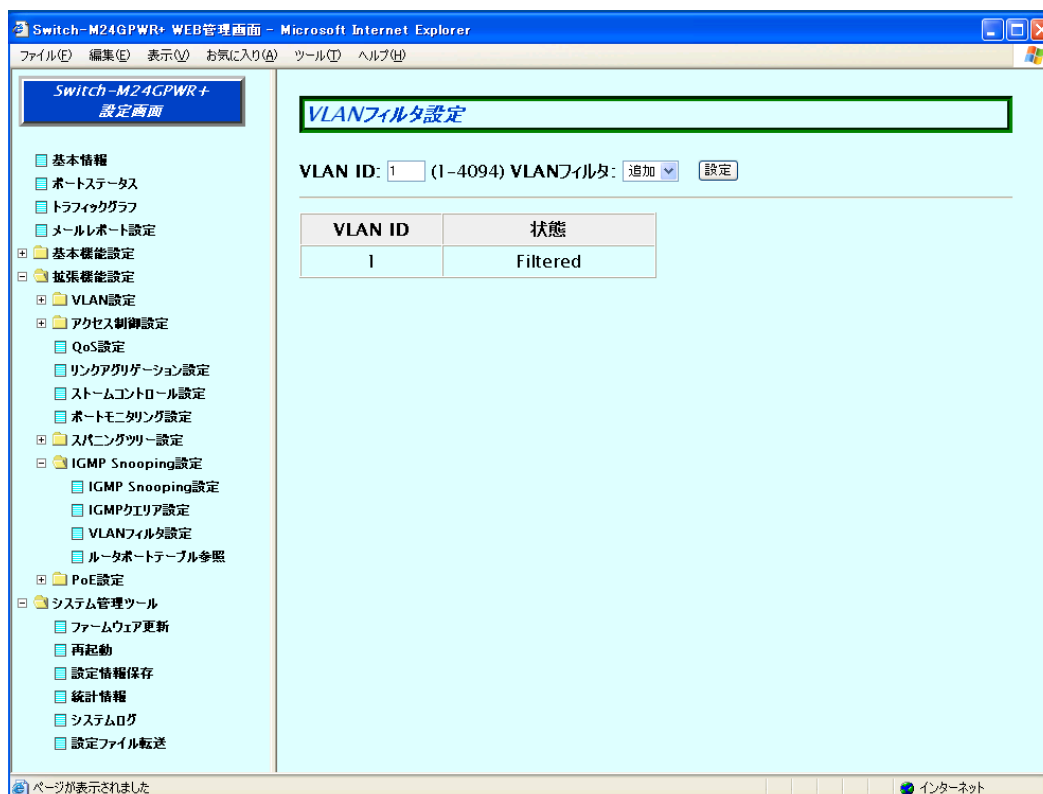 Switch-M24GPWR+ WEB管理画面 - Microsoft Internet Explorer
ファイル(F) 編集(E) 表示(V) お気に入り(A) ツール(T) ヘルプ(H)
Switch-M24GPWR+
設定画面
基本情報
ポートステータス
トラフィックグラフ
メールレポート設定
基本機能設定
拡張機能設定
VLAN設定
アクセス制御設定
QoS設定
リンクアグリゲーション設定
ストームコントロール設定
ポートモニタリング設定
スパニングツリー設定
IGMP Snooping設定
IGMP Snooping設定
IGMPクエリア設定
VLANフィルタ設定
ルータポートテーブル参照
PoE設定
システム管理ツール
ファームウェア更新
再起動
設定情報保存
統計情報
システムログ
設定ファイル転送
VLANフィルタ設定
VLAN ID: 1 (1-4094) VLANフィルタ: 追加 設定
VLAN ID 状態
1 Filtered
ページが表示されました インターネット